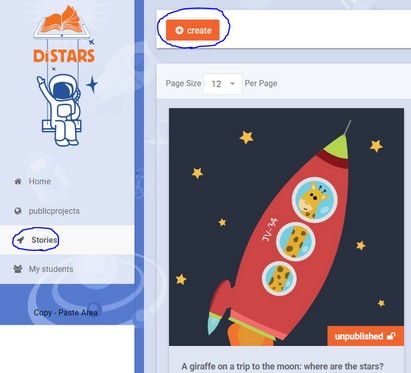 DiSTARS
Home
publicprojects
Stories
My students
Copy - Paste Area
create
Page Size 12 Per Page
JV-34
unpublished
A giraffe on a trip to the moon: where are the stars?